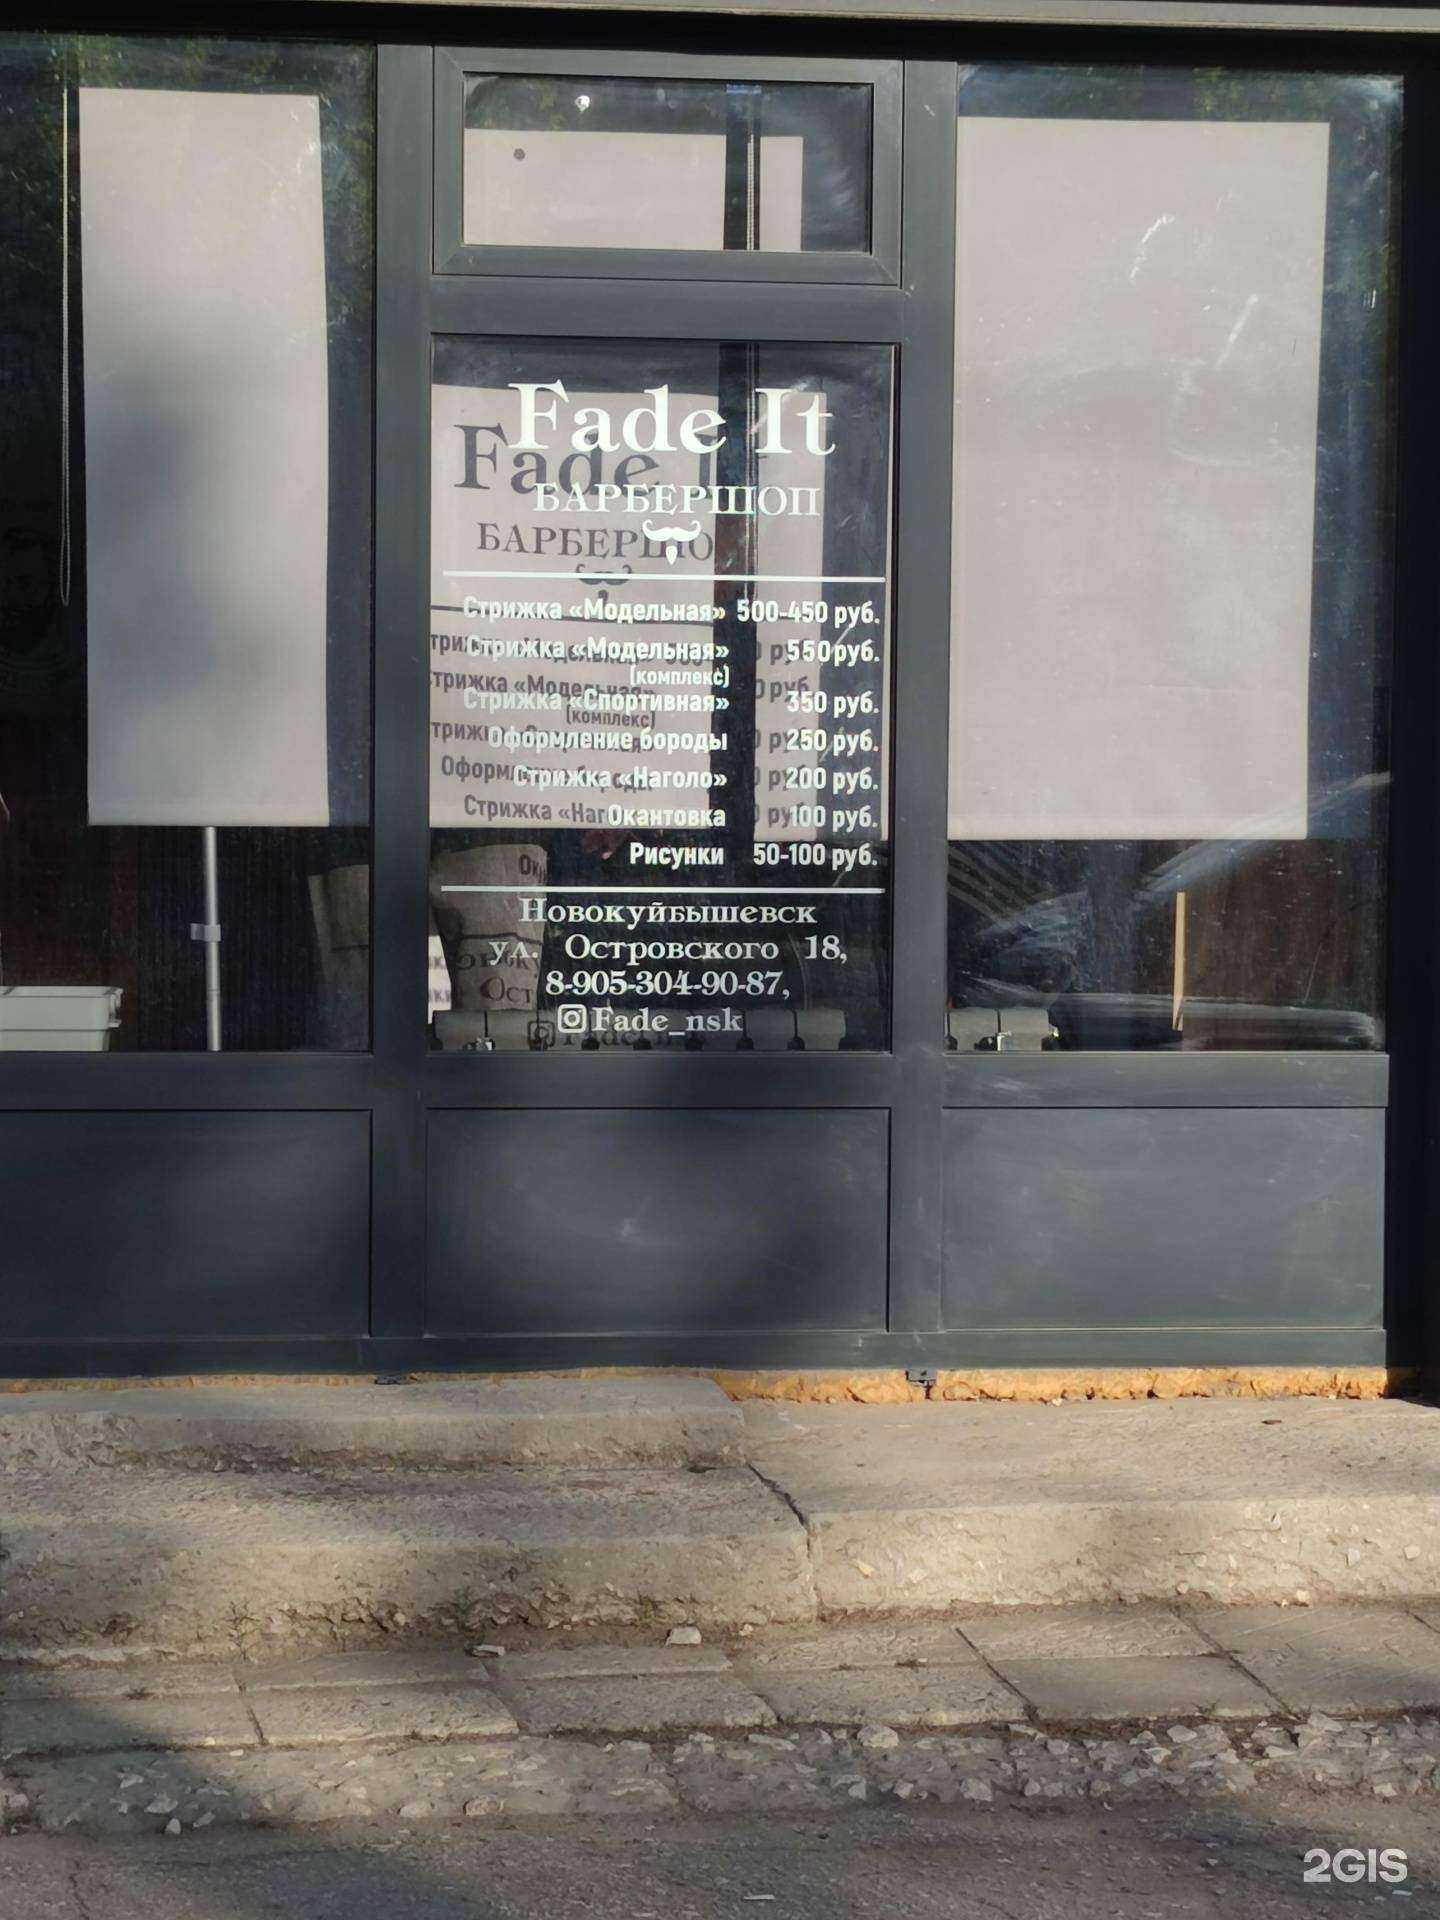 Fade It
БАРБЕРШОП
Стрижка «Модельная» 500-450 руб.
Стрижка «Модельная» 550 руб.
(комплекс)
Стрижка «Спортивная» 350 руб.
Оформление бороды 250 руб.
Стрижка «Наголо» 200 руб.
Окантовка 100 руб.
Рисунки 50-100 руб.
Новокуйбышевск
ул. Островского 18,
8-905-304-90-87,
Fade_nsk
2GIS